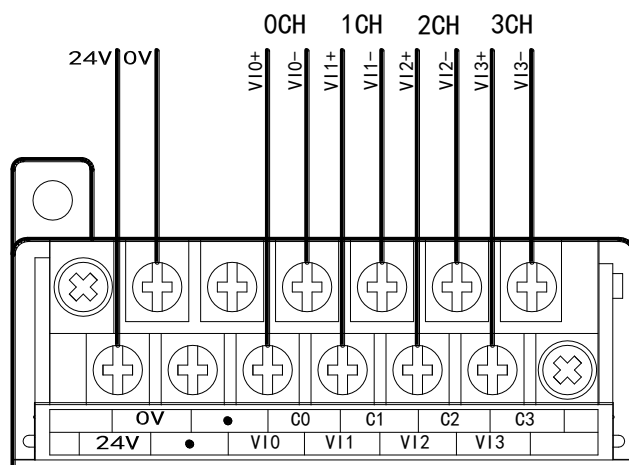 0CH 1CH 2CH 3CH
24V 0V VI0+ VI0- VI1+ VI1- VI2+ VI2- VI3+ VI3-
0V • C0 C1 C2 C3
24V • VI0 VI1 VI2 VI3